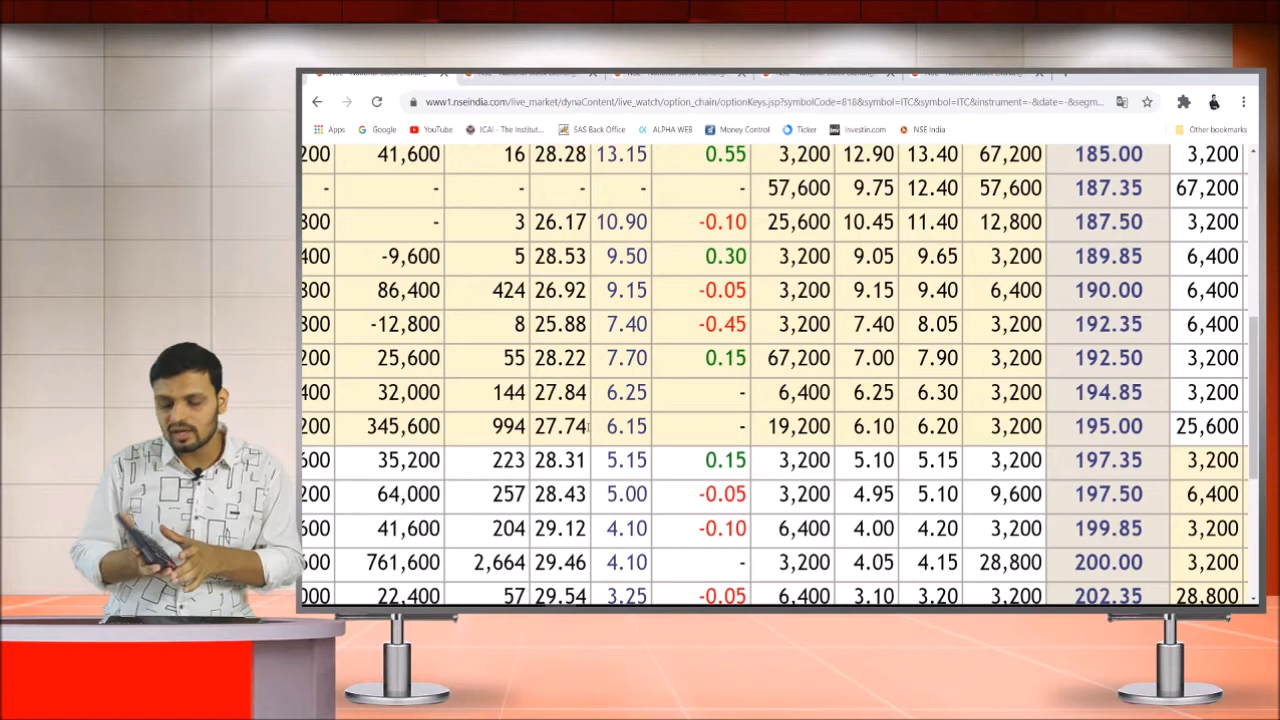 www1.nseindia.com/live_market/dynaContent/live_watch/option_chain/optionKeys.jsp?symbolCode=818&symbol=ITC&symbol=ITC&instrument=-&date=-&segm...
Apps Google YouTube ICAI - The Institut... SAS Back Office ALPHA WEB Money Control Ticker Investin.com NSE India Other bookmarks
200 41,600 16 28.28 13.15 0.55 3,200 12.90 13.40 67,200 185.00 3,200
- - - - - - 57,600 9.75 12.40 57,600 187.35 67,200
800 - 3 26.17 10.90 -0.10 25,600 10.45 11.40 12,800 187.50 3,200
400 -9,600 5 28.53 9.50 0.30 3,200 9.05 9.65 3,200 189.85 6,400
800 86,400 424 26.92 9.15 -0.05 3,200 9.15 9.40 6,400 190.00 3,200
800 -12,800 8 25.88 7.40 -0.45 3,200 7.40 8.05 3,200 192.35 6,400
200 25,600 55 28.22 7.70 0.15 67,200 7.00 7.90 3,200 192.50 3,200
400 32,000 144 27.84 6.25 - 6,400 6.25 6.30 3,200 194.85 3,200
200 345,600 994 27.74 6.15 - 19,200 6.10 6.20 3,200 195.00 25,600
600 35,200 223 28.31 5.15 0.15 3,200 5.10 5.15 3,200 197.35 3,200
200 64,000 257 28.43 5.00 -0.05 3,200 4.95 5.10 9,600 197.50 6,400
600 41,600 204 29.12 4.10 -0.10 6,400 4.00 4.20 3,200 199.85 3,200
600 761,600 2,664 29.46 4.10 - 3,200 4.05 4.15 28,800 200.00 3,200
000 22,400 57 29.54 3.25 -0.05 6,400 3.10 3.20 3,200 202.35 28,800